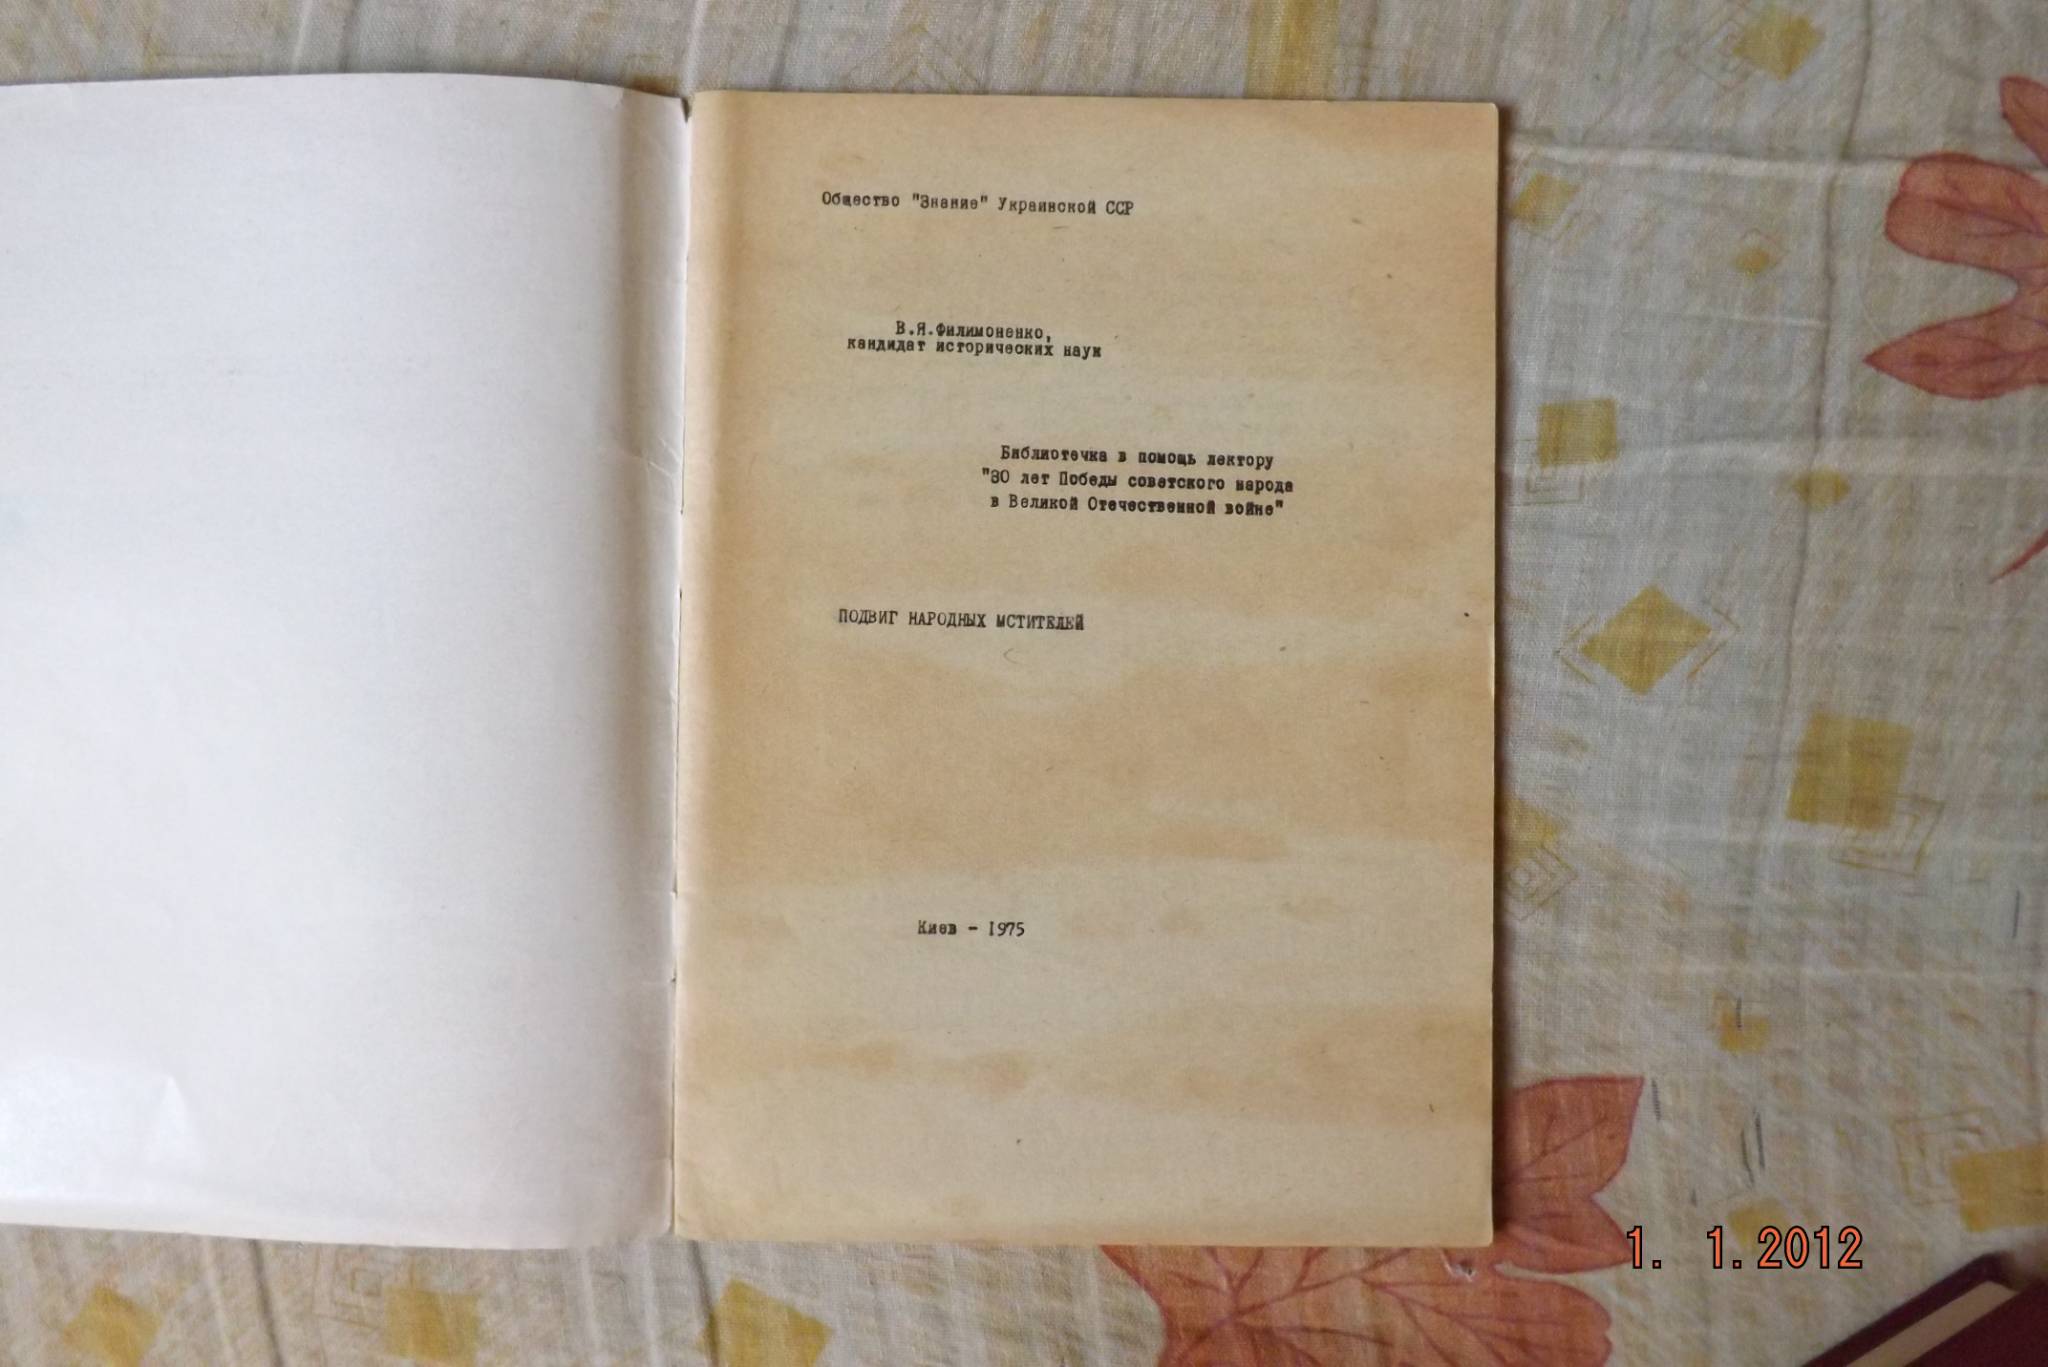 Общество "Знание" Украинской ССР
В.Я.Филимоненко,
кандидат исторических наук
Библиотечка в помощь лектору
"30 лет Победы советского народа
в Великой Отечественной войне"
ПОДВИГ НАРОДНЫХ МСТИТЕЛЕЙ
Киев - 1975
1. 1.2012